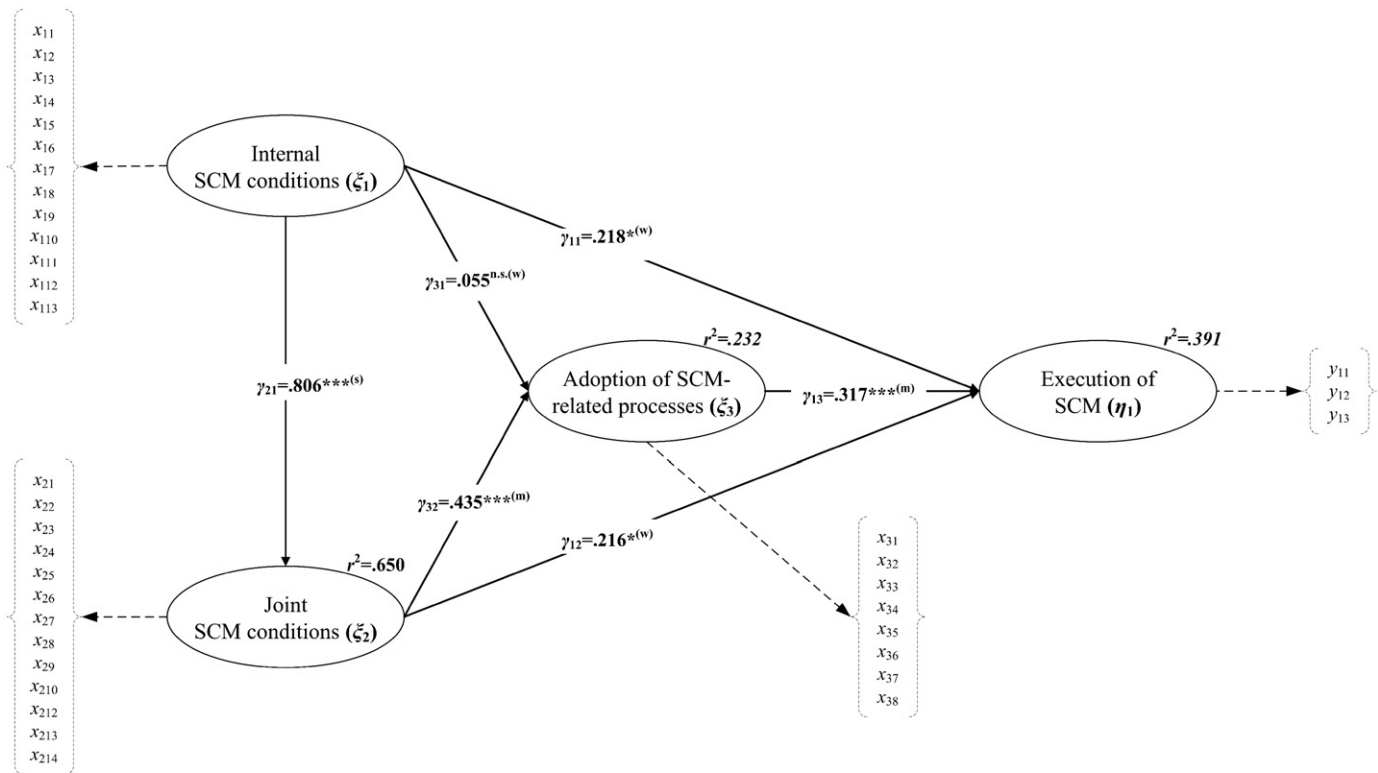 x₁₁
x₁₂
x₁₃
x₁₄
x₁₅
x₁₆
x₁₇
x₁₈
x₁₉
x₁₁₀
x₁₁₁
x₁₁₂
x₁₁₃
Internal
SCM conditions (ξ₁)
γ₁₁=.218*⁽ʷ⁾
γ₃₁=.055ⁿ·ˢ·⁽ʷ⁾
γ₂₁=.806***⁽ˢ⁾
r²=.232
Adoption of SCM-
related processes (ξ₃)
γ₁₃=.317***⁽ᵐ⁾
r²=.391
Execution of
SCM (η₁)
y₁₁
y₁₂
y₁₃
γ₃₂=.435***⁽ᵐ⁾
γ₁₂=.216*⁽ʷ⁾
x₂₁
x₂₂
x₂₃
x₂₄
x₂₅
x₂₆
x₂₇
x₂₈
x₂₉
x₂₁₀
x₂₁₂
x₂₁₃
x₂₁₄
r²=.650
Joint
SCM conditions (ξ₂)
x₃₁
x₃₂
x₃₃
x₃₄
x₃₅
x₃₆
x₃₇
x₃₈